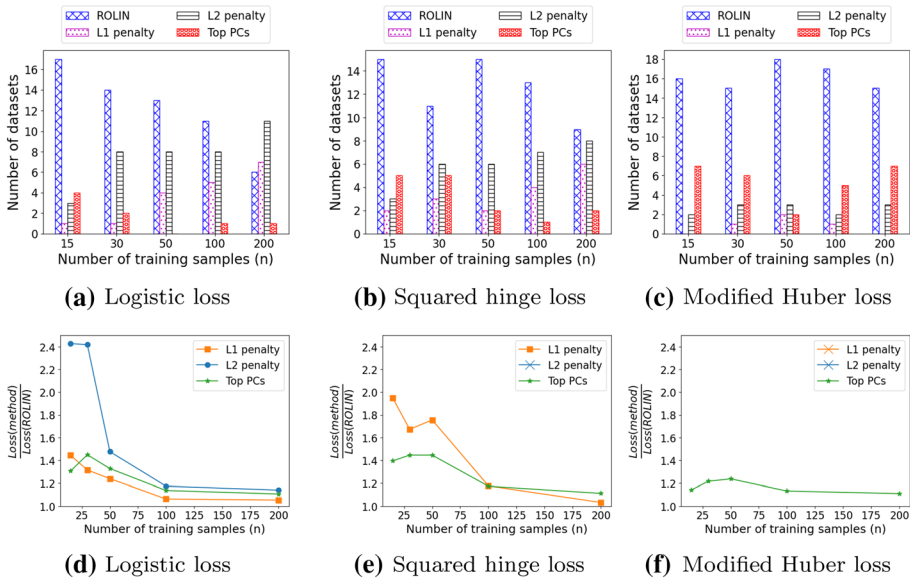 ROLIN L2 penalty
L1 penalty Top PCs
ROLIN L2 penalty
L1 penalty Top PCs
ROLIN L2 penalty
L1 penalty Top PCs
Number of datasets
16
14
12
10
8
6
4
2
0
15 30 50 100 200
Number of training samples (n)
Number of datasets
14
12
10
8
6
4
2
0
15 30 50 100 200
Number of training samples (n)
Number of datasets
18
16
14
12
10
8
6
4
2
0
15 30 50 100 200
Number of training samples (n)
(a) Logistic loss
(b) Squared hinge loss
(c) Modified Huber loss
Loss(method)
Loss(ROLIN)
2.4
2.2
2.0
1.8
1.6
1.4
1.2
1.0
L1 penalty
L2 penalty
Top PCs
25 50 75 100 125 150 175 200
Number of training samples (n)
Loss(method)
Loss(ROLIN)
2.4
2.2
2.0
1.8
1.6
1.4
1.2
1.0
L1 penalty
L2 penalty
Top PCs
25 50 75 100 125 150 175 200
Number of training samples (n)
Loss(method)
Loss(ROLIN)
2.4
2.2
2.0
1.8
1.6
1.4
1.2
1.0
L1 penalty
L2 penalty
Top PCs
25 50 75 100 125 150 175 200
Number of training samples (n)
(d) Logistic loss
(e) Squared hinge loss
(f) Modified Huber loss